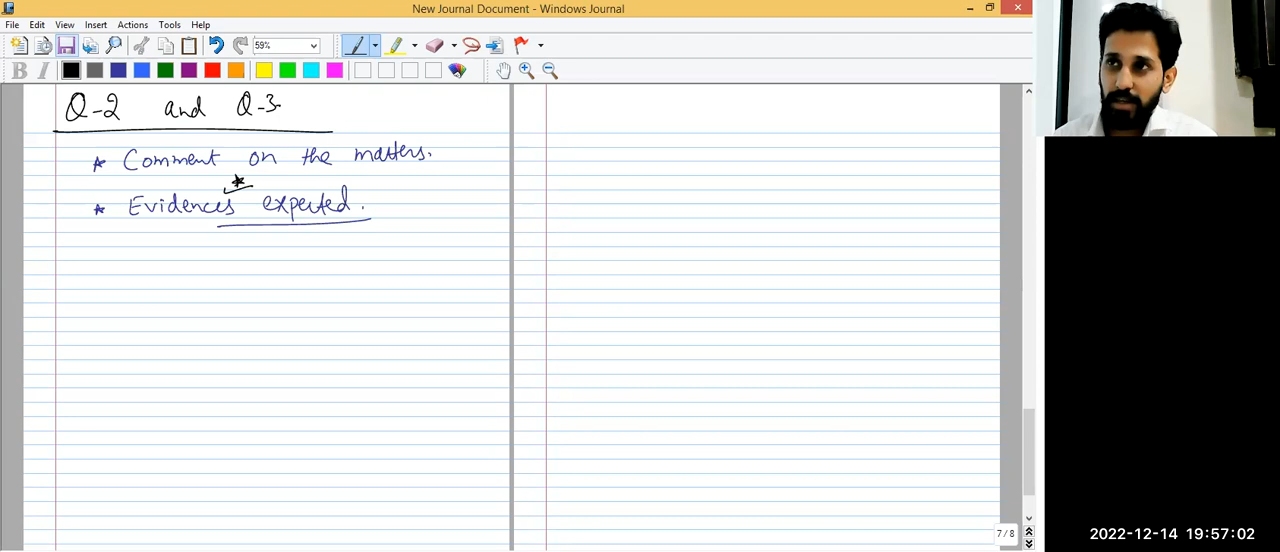 New Journal Document - Windows Journal
File Edit View Insert Actions Tools Help
59%
B I
Q-2 and Q-3
* Comment on the matters.
* Evidences expected.
7 / 8
2022-12-14 19:57:02